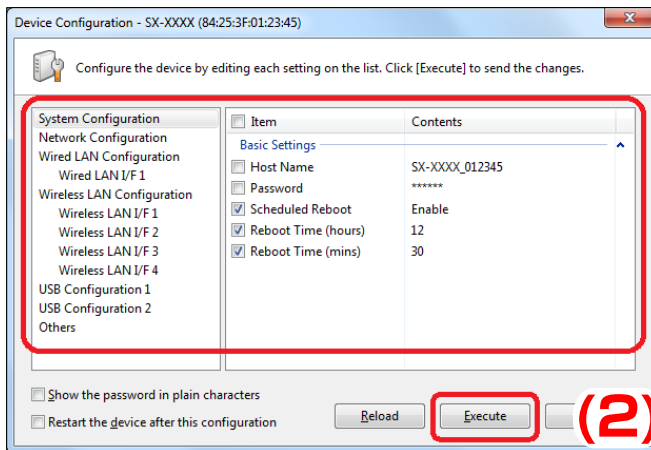 Device Configuration - SX-XXXX (84:25:3F:01:23:45)
Configure the device by editing each setting on the list. Click [Execute] to send the changes.
System Configuration
Network Configuration
Wired LAN Configuration
Wired LAN I/F 1
Wireless LAN Configuration
Wireless LAN I/F 1
Wireless LAN I/F 2
Wireless LAN I/F 3
Wireless LAN I/F 4
USB Configuration 1
USB Configuration 2
Others
Item Contents
Basic Settings
Host Name SX-XXXX_012345
Password ******
Scheduled Reboot Enable
Reboot Time (hours) 12
Reboot Time (mins) 30
Show the password in plain characters
Restart the device after this configuration
Reload Execute (2)